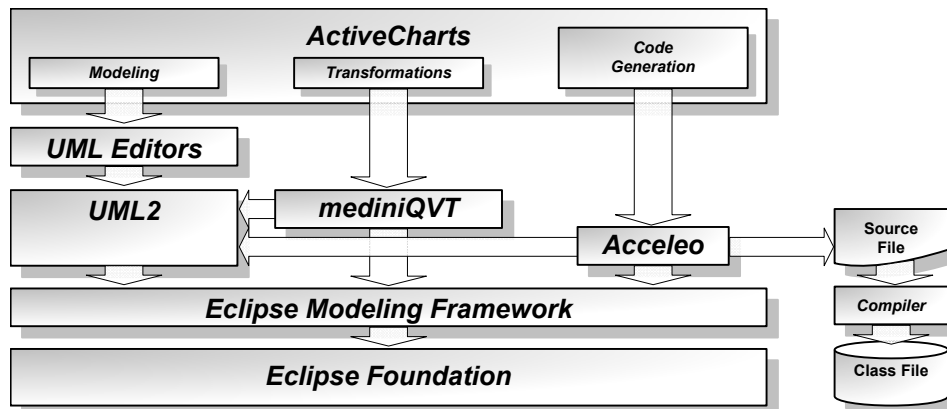 ActiveCharts
Modeling
Transformations
Code
Generation
UML Editors
UML2
mediniQVT
Acceleo
Source
File
Eclipse Modeling Framework
Compiler
Eclipse Foundation
Class File